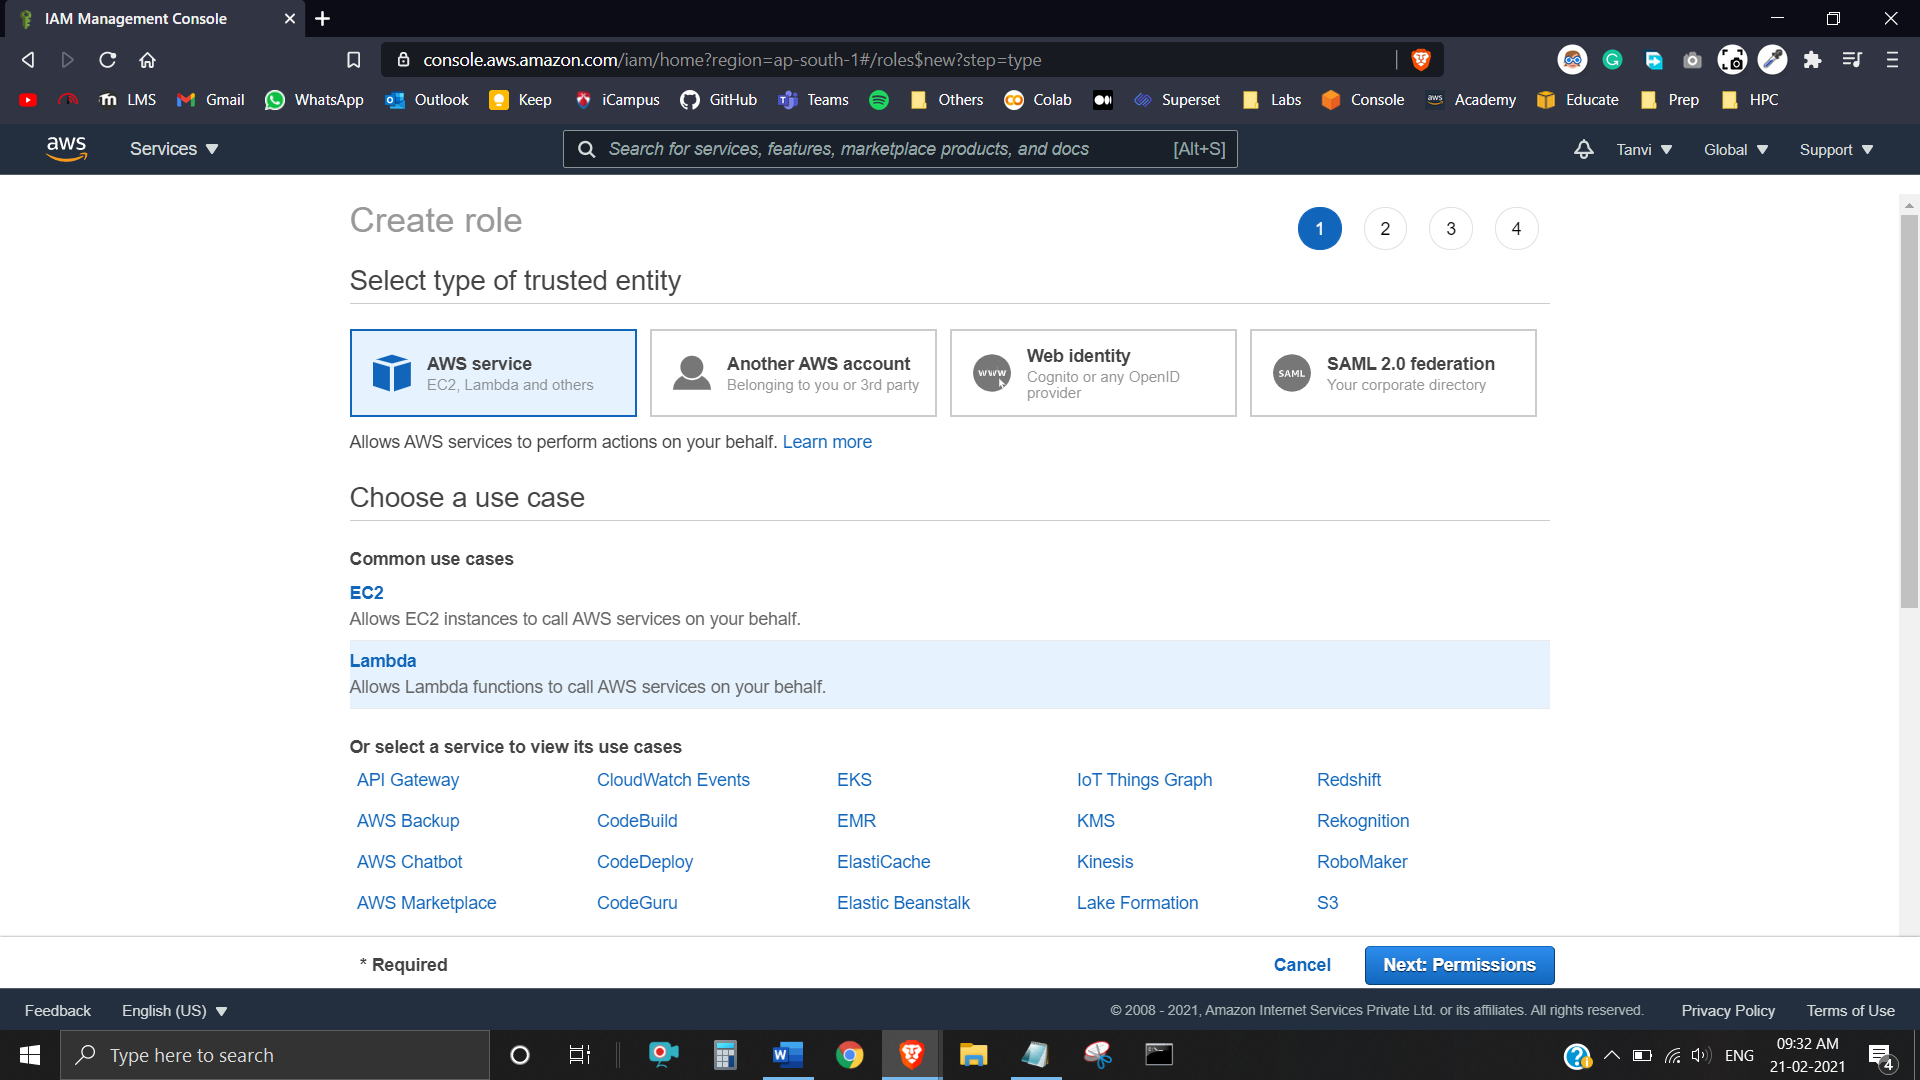 IAM Management Console
console.aws.amazon.com/iam/home?region=ap-south-1#/roles$new?step=type
LMS Gmail WhatsApp Outlook Keep iCampus GitHub Teams Others Colab Superset Labs Console aws Academy Educate Prep HPC
aws Services Search for services, features, marketplace products, and docs [Alt+S] Tanvi Global Support
Create role
1 2 3 4
Select type of trusted entity
AWS service
EC2, Lambda and others
Another AWS account
Belonging to you or 3rd party
www
Web identity
Cognito or any OpenID
provider
SAML
SAML 2.0 federation
Your corporate directory
Allows AWS services to perform actions on your behalf. Learn more
Choose a use case
Common use cases
EC2
Allows EC2 instances to call AWS services on your behalf.
Lambda
Allows Lambda functions to call AWS services on your behalf.
Or select a service to view its use cases
API Gateway CloudWatch Events EKS IoT Things Graph Redshift
AWS Backup CodeBuild EMR KMS Rekognition
AWS Chatbot CodeDeploy ElastiCache Kinesis RoboMaker
AWS Marketplace CodeGuru Elastic Beanstalk Lake Formation S3
* Required Cancel Next: Permissions
Feedback English (US) © 2008 - 2021, Amazon Internet Services Private Ltd. or its affiliates. All rights reserved. Privacy Policy Terms of Use
Type here to search ENG 09:32 AM
21-02-2021 4